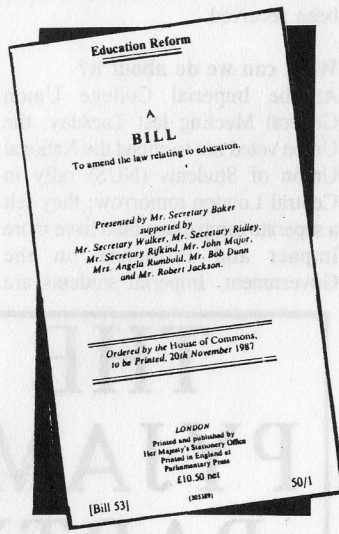 Education Reform
A
BILL
To amend the law relating to education.
Presented by Mr. Secretary Baker
supported by
Mr. Secretary Walker, Mr. Secretary Ridley,
Mr. Secretary Rifkind, Mr. John Major,
Mrs. Angela Rumbold, Mr. Bob Dunn
and Mr. Robert Jackson.
Ordered by the House of Commons,
to be Printed, 20th November 1987
LONDON
Printed and published by
Her Majesty's Stationery Office
Printed in England at
Parliamentary Press
£10.50 net
[Bill 53]
(303389)
50/1